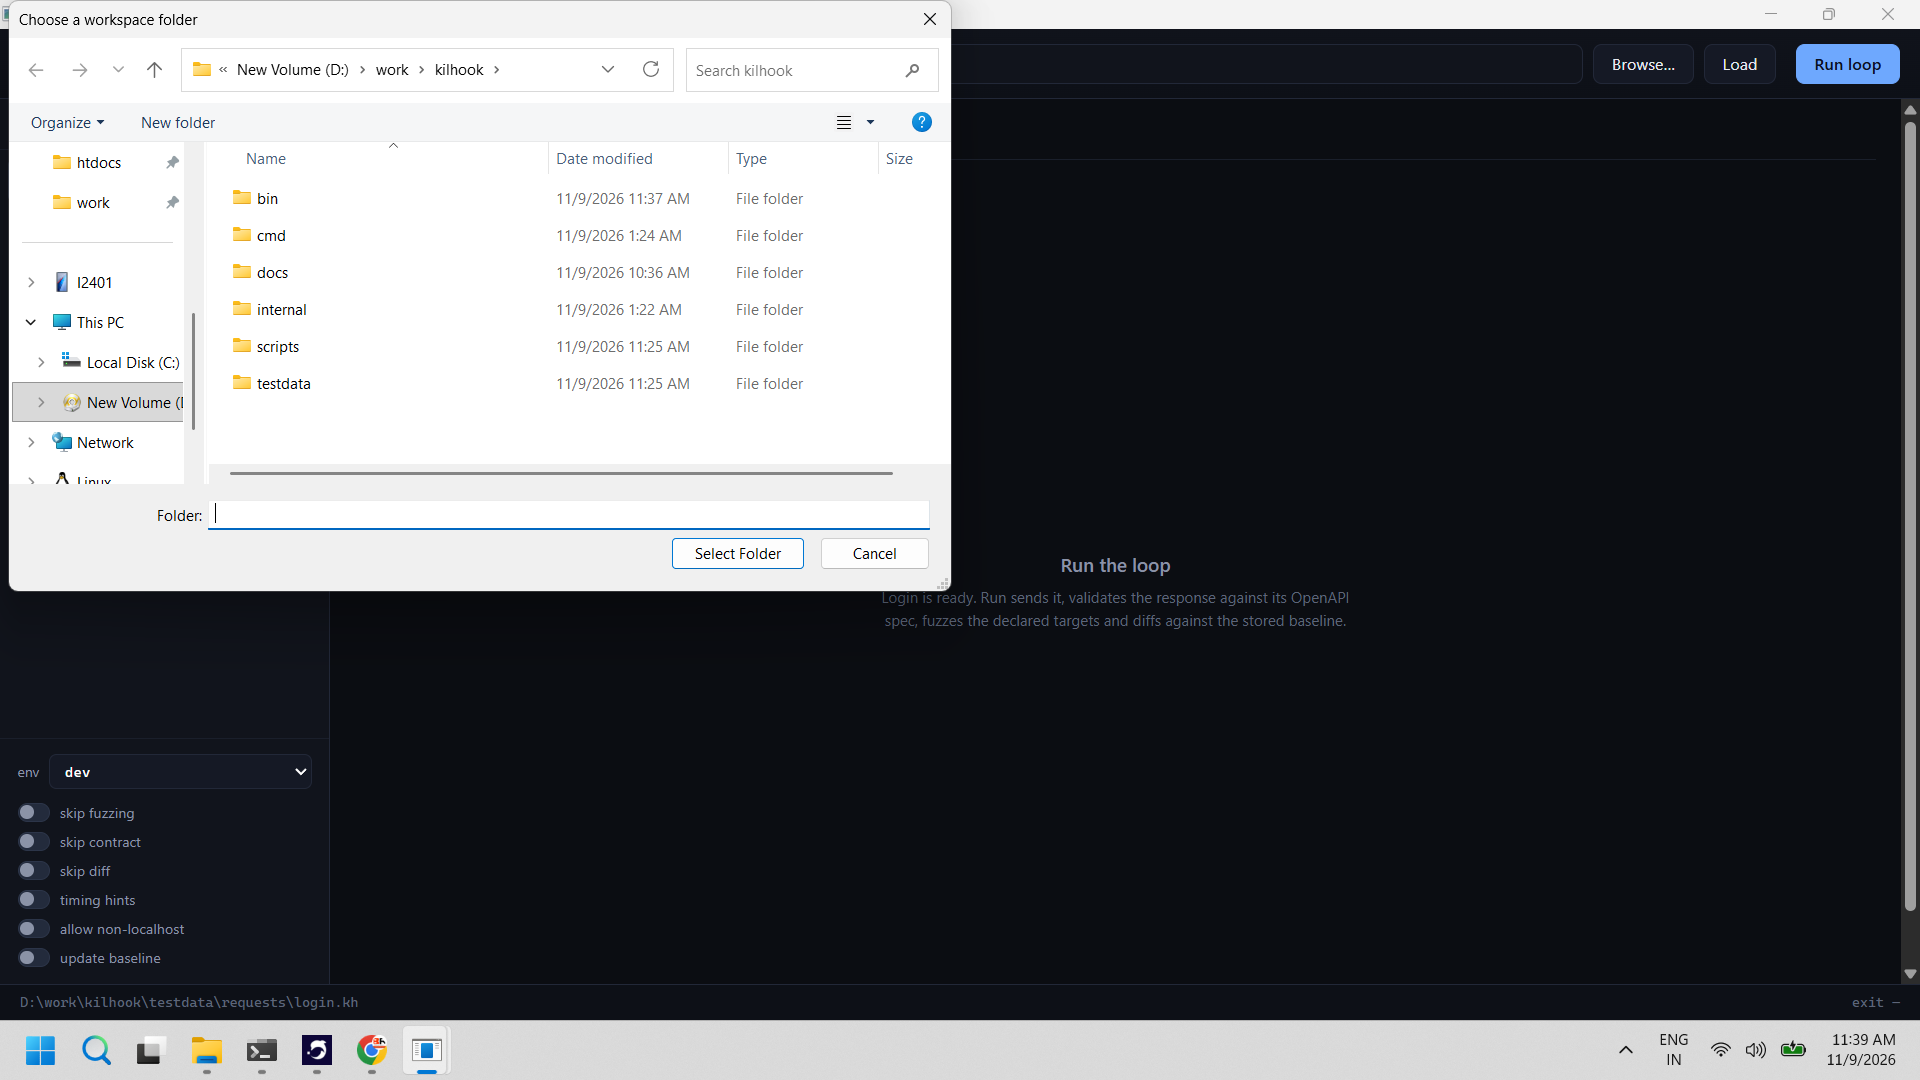 Choose a workspace folder
« New Volume (D:) › work › kilhook ›
Search kilhook
Browse...
Load
Run loop
Organize
New folder
?
htdocs
work
I2401
This PC
Local Disk (C:)
New Volume (
Network
Linux
Name
Date modified
Type
Size
bin 11/9/2026 11:37 AM File folder
cmd 11/9/2026 1:24 AM File folder
docs 11/9/2026 10:36 AM File folder
internal 11/9/2026 1:22 AM File folder
scripts 11/9/2026 11:25 AM File folder
testdata 11/9/2026 11:25 AM File folder
Folder:
Select Folder
Cancel
Run the loop
Login is ready. Run sends it, validates the response against its OpenAPI
spec, fuzzes the declared targets and diffs against the stored baseline.
env dev
skip fuzzing
skip contract
skip diff
timing hints
allow non-localhost
update baseline
D:\work\kilhook\testdata\requests\login.kh
exit —
ENG
IN
11:39 AM
11/9/2026